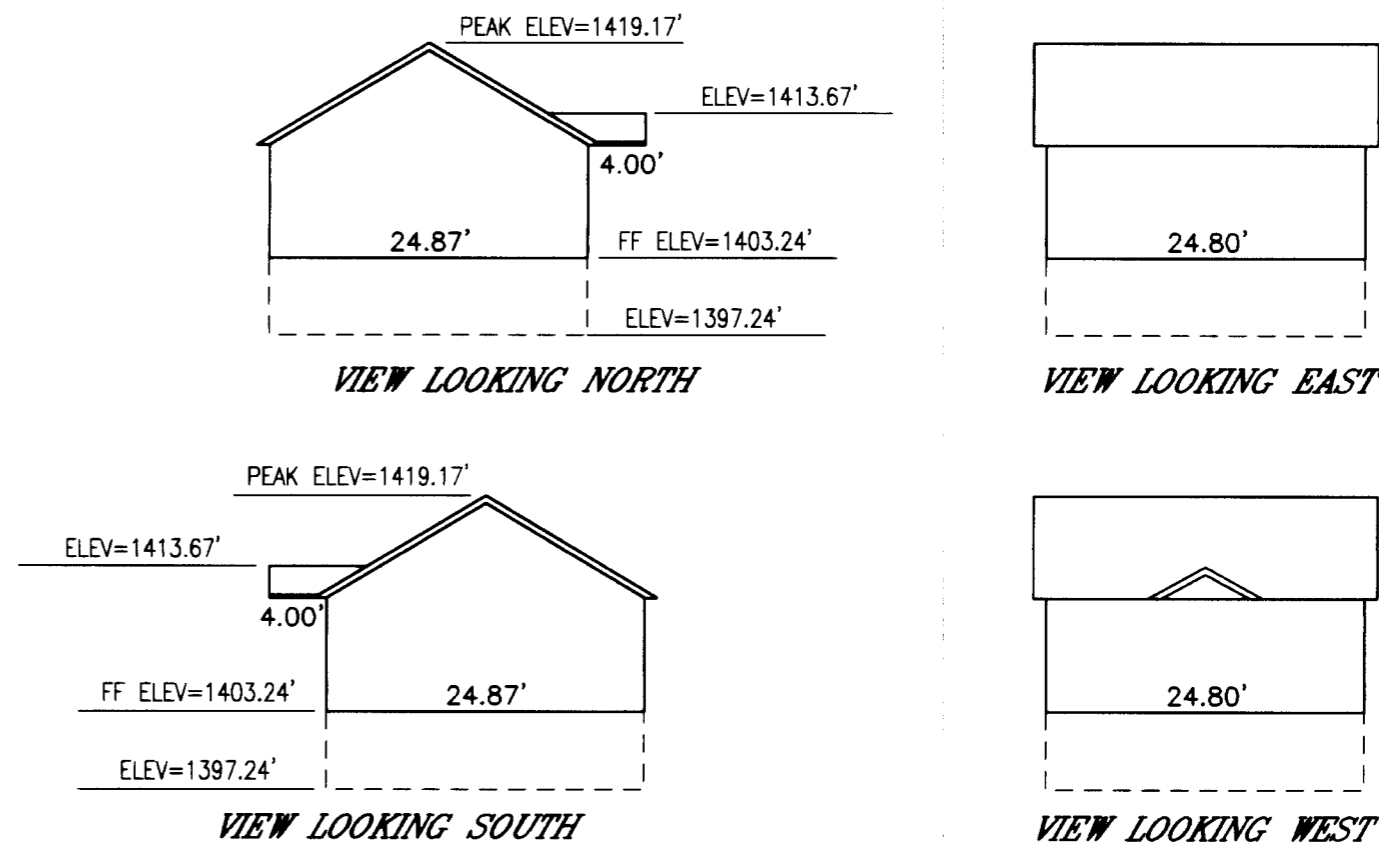 PEAK ELEV=1419.17'
ELEV=1413.67'
4.00'
24.87'
FF ELEV=1403.24'
ELEV=1397.24'
VIEW LOOKING NORTH
24.80'
VIEW LOOKING EAST
PEAK ELEV=1419.17'
ELEV=1413.67'
4.00'
FF ELEV=1403.24'
24.87'
ELEV=1397.24'
VIEW LOOKING SOUTH
24.80'
VIEW LOOKING WEST